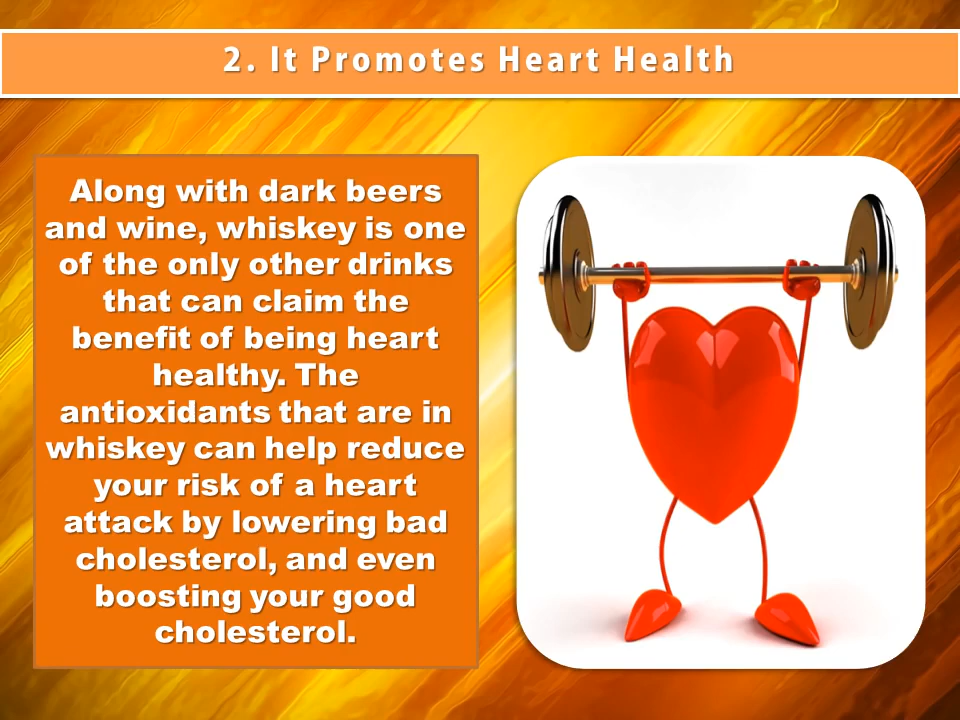 2. It Promotes Heart Health
Along with dark beers
and wine, whiskey is one
of the only other drinks
that can claim the
benefit of being heart
healthy. The
antioxidants that are in
whiskey can help reduce
your risk of a heart
attack by lowering bad
cholesterol, and even
boosting your good
cholesterol.